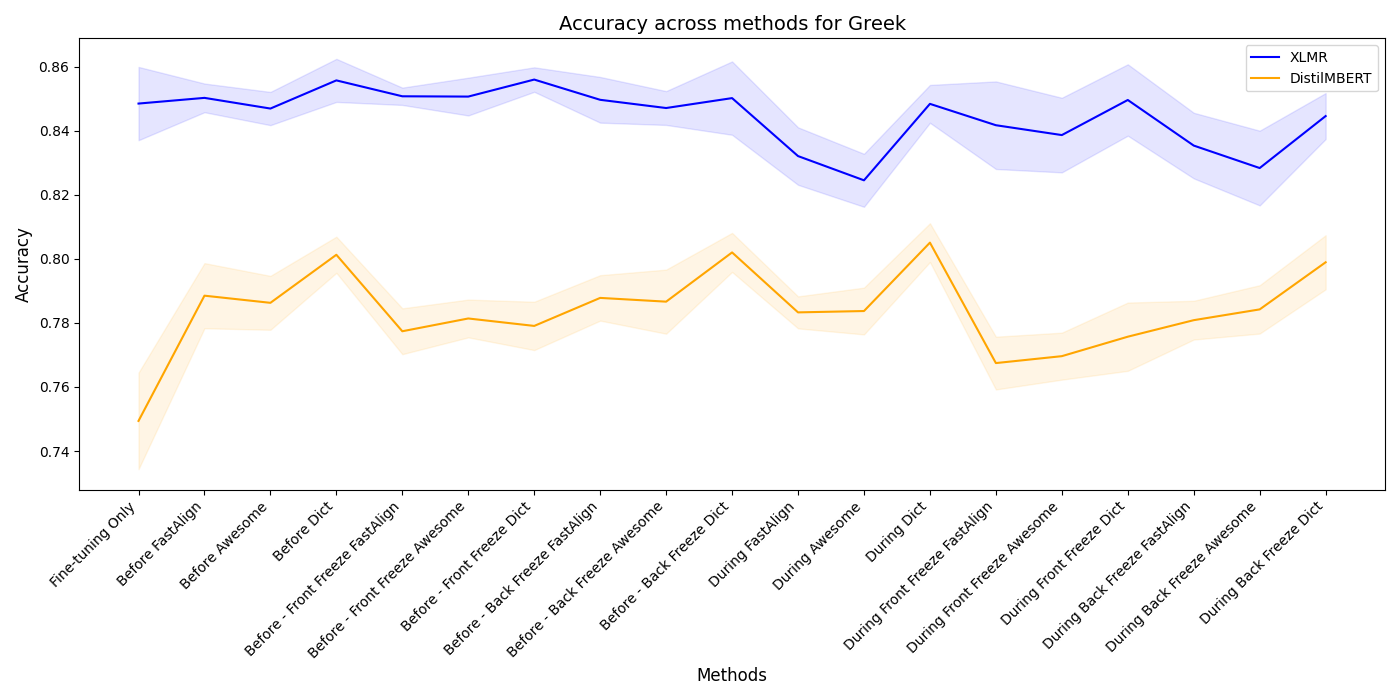 Accuracy across methods for Greek
XLMR
DistilMBERT
Accuracy
0.86
0.84
0.82
0.80
0.78
0.76
0.74
Fine-tuning Only
Before FastAlign
Before Awesome
Before Dict
Before - Front Freeze FastAlign
Before - Front Freeze Awesome
Before - Front Freeze Dict
Before - Back Freeze FastAlign
Before - Back Freeze Awesome
Before - Back Freeze Dict
During FastAlign
During Awesome
During Dict
During Front Freeze FastAlign
During Front Freeze Awesome
During Front Freeze Dict
During Back Freeze FastAlign
During Back Freeze Awesome
During Back Freeze Dict
Methods